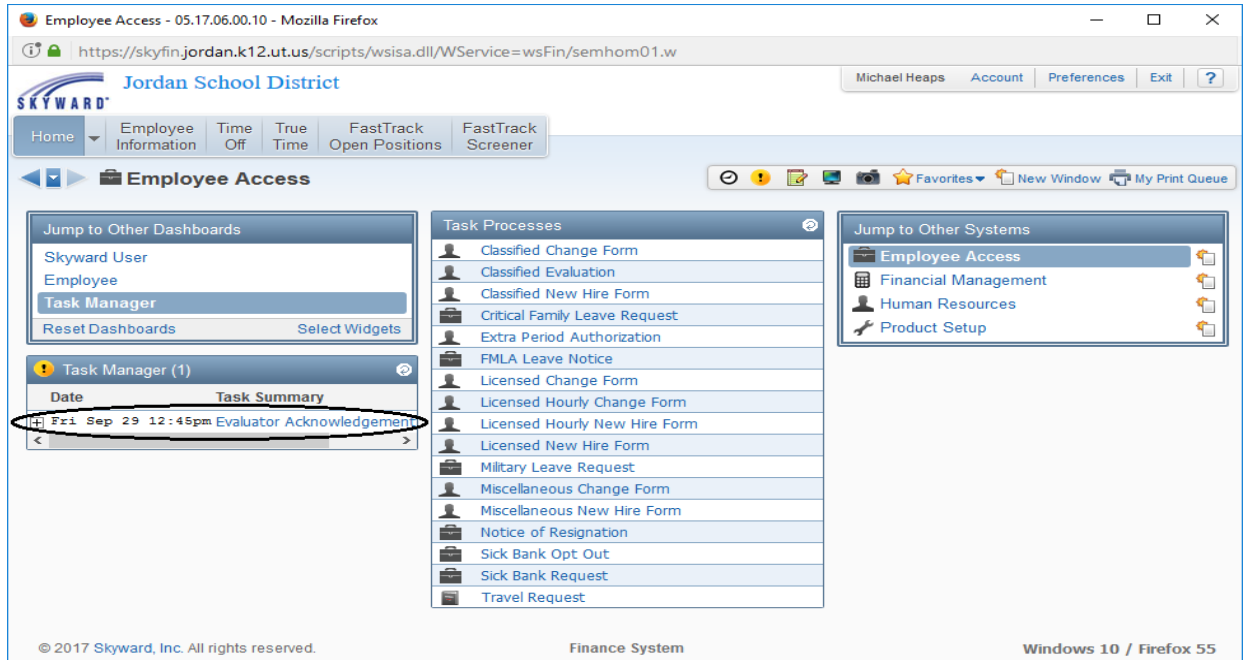 Employee Access - 05.17.06.00.10 - Mozilla Firefox
https://skyfin.jordan.k12.ut.us/scripts/wsisa.dll/WService=wsFin/semhom01.w
SKYWARD
Jordan School District
Michael Heaps Account Preferences Exit ?
Home Employee Information Time Off True Time FastTrack Open Positions FastTrack Screener
Employee Access
Favorites New Window My Print Queue
Jump to Other Dashboards
Skyward User
Employee
Task Manager
Reset Dashboards Select Widgets
Task Manager (1)
Date Task Summary
Fri Sep 29 12:45pm Evaluator Acknowledgement
Task Processes
Classified Change Form
Classified Evaluation
Classified New Hire Form
Critical Family Leave Request
Extra Period Authorization
FMLA Leave Notice
Licensed Change Form
Licensed Hourly Change Form
Licensed Hourly New Hire Form
Licensed New Hire Form
Military Leave Request
Miscellaneous Change Form
Miscellaneous New Hire Form
Notice of Resignation
Sick Bank Opt Out
Sick Bank Request
Travel Request
Jump to Other Systems
Employee Access
Financial Management
Human Resources
Product Setup
© 2017 Skyward, Inc. All rights reserved.
Finance System
Windows 10 / Firefox 55